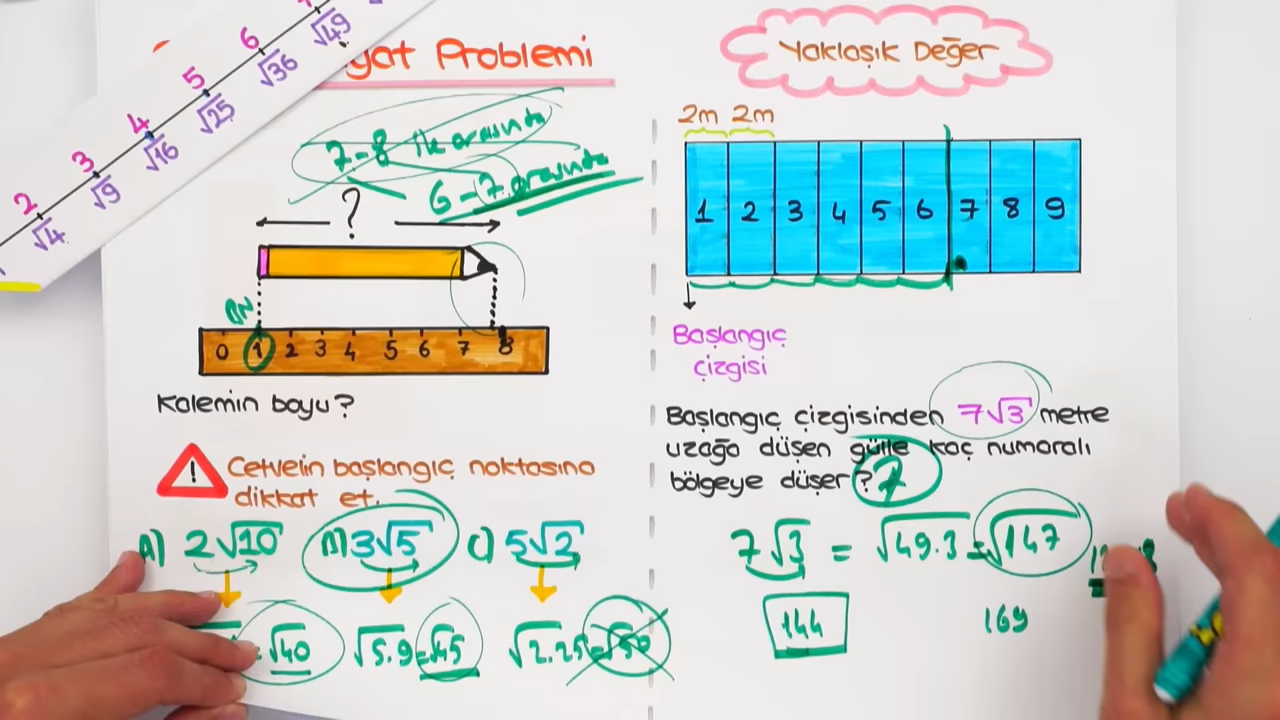 2 3 4 5 6
√4 √9 √16 √25 √36 √49
yat Problemi
7-8 ilk arasında
6-7 arasında
?
0 1 2 3 4 5 6 7 8
Kalemin boyu?
!
Cetvelin başlangıç noktasına
dikkat et.
A) 2√10 B) 3√5 C) 5√2
=√40 √5.9=√45 √2.25=√50
Yaklaşık Değer
2m 2m
1 2 3 4 5 6 7 8 9
Başlangıç
çizgisi
Başlangıç çizgisinden 7√3 metre
uzağa düşen gülle kaç numaralı
bölgeye düşer? 7
7√3 = √49.3 = √147
144 169